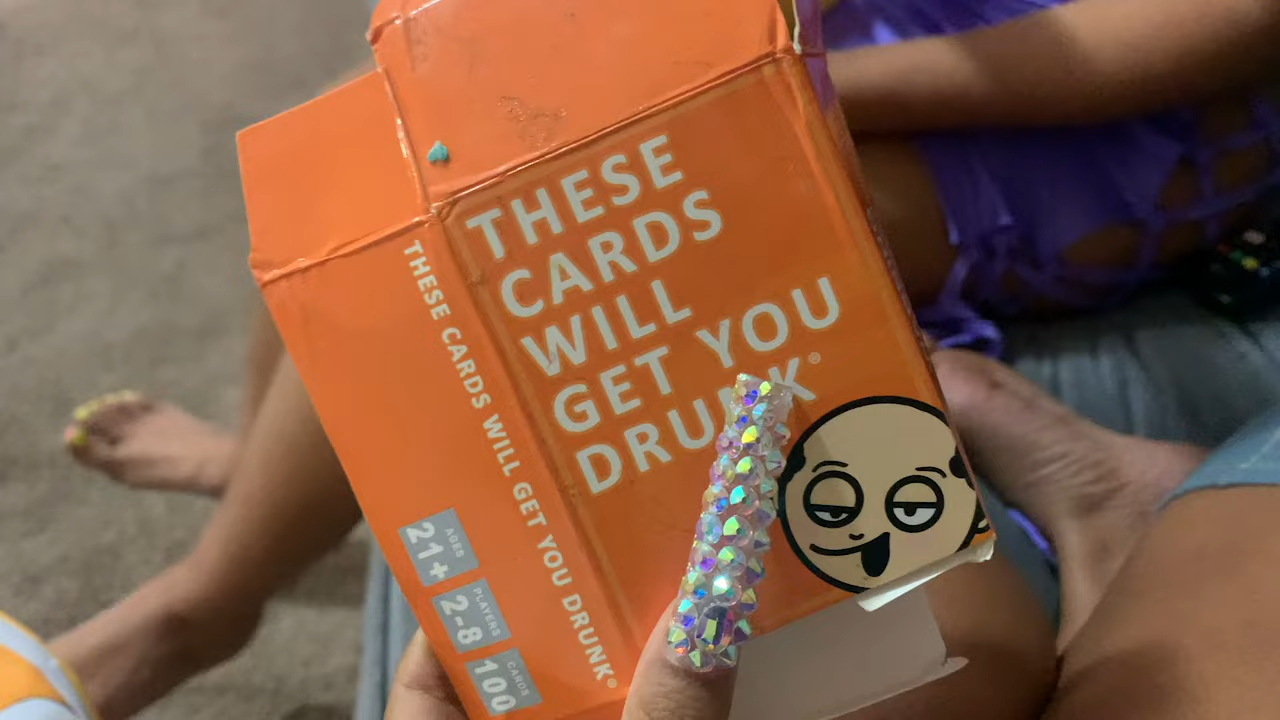 THESE
CARDS
WILL
GET YOU
DRUNK®
THESE CARDS WILL GET YOU DRUNK®
AGES
21+
PLAYERS
2-8
CARDS
100